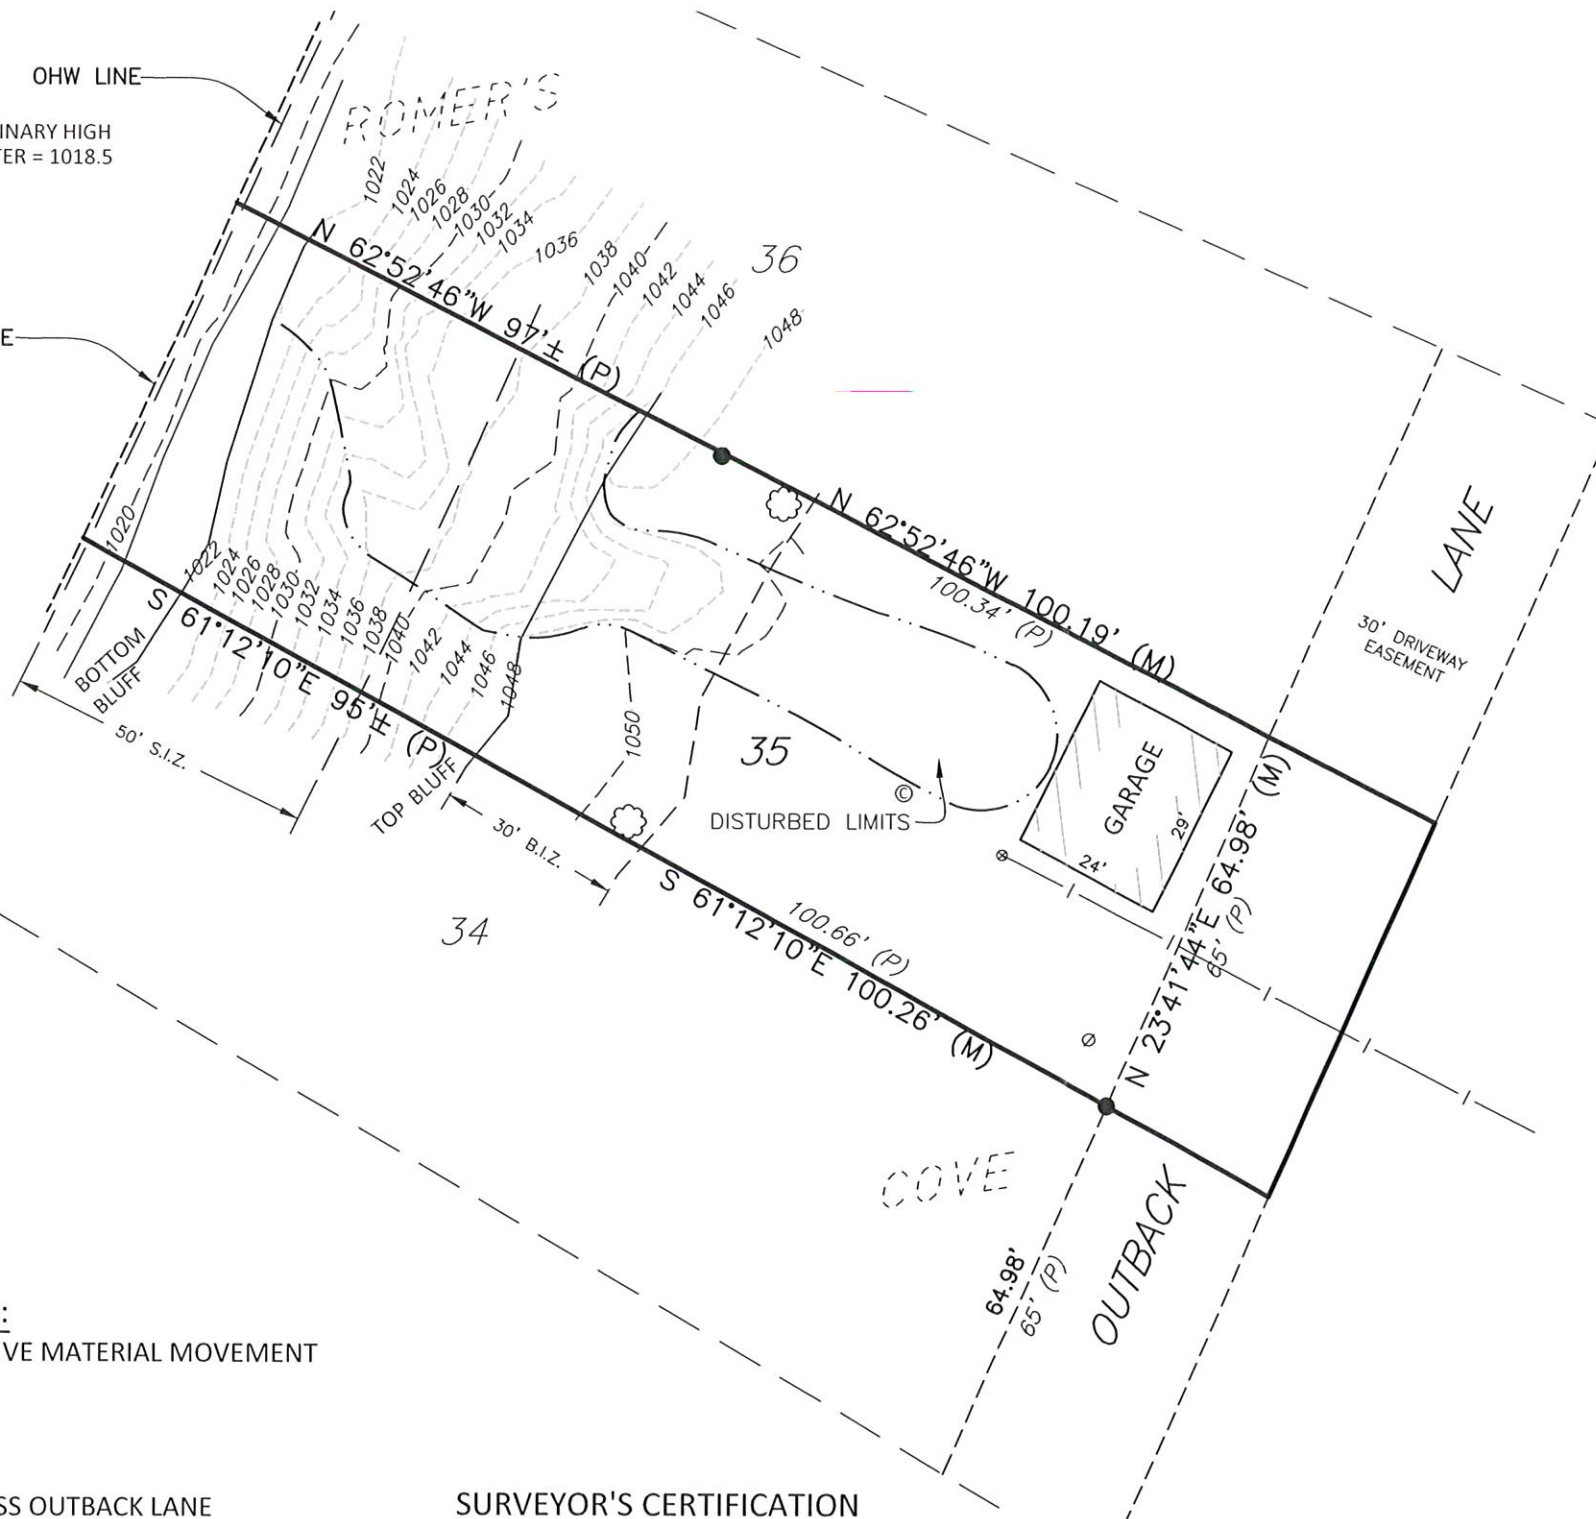 OHW LINE
INARY HIGH
TER = 1018.5
ROMER'S
1022
1024
1026
1028
1030
1032
1034
1036
1038
1040
1042
1044
1046
1048
36
N 62°52'46"W 97'± (P)
E
1020
1022
1024
1026
1028
1030
1032
1034
1036
1038
1040
1042
1044
1046
1048
1050
N 62°52'46"W 100.19' (M)
100.34' (P)
LANE
30' DRIVEWAY
EASEMENT
BOTTOM
BLUFF
S 61°12'10"E 95'± (P)
50' S.I.Z.
TOP BLUFF
30' B.I.Z.
35
©
DISTURBED LIMITS
GARAGE
29'
24'
34
S 61°12'10"E 100.26' (M)
100.66' (P)
N 23°41'44"E 64.98' (M)
65' (P)
COVE
64.98'
65' (P)
OUTBACK
:
VE MATERIAL MOVEMENT
SS OUTBACK LANE
SURVEYOR'S CERTIFICATION